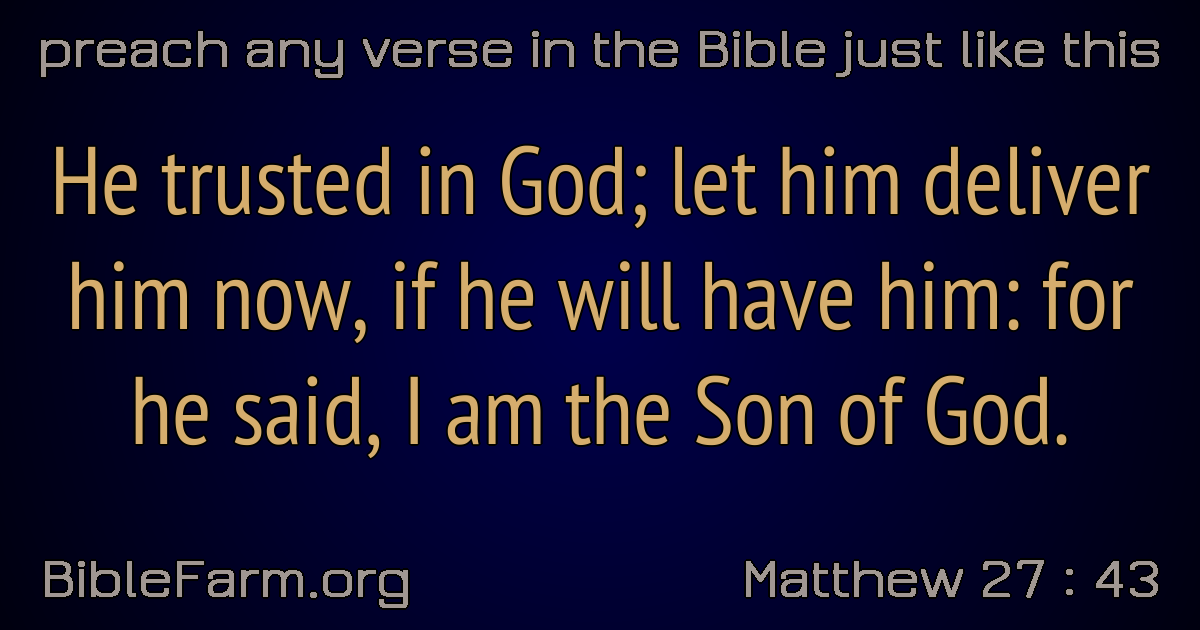 preach any verse in the Bible just like this
He trusted in God; let him deliver
him now, if he will have him: for
he said, I am the Son of God.
BibleFarm.org
Matthew 27 : 43